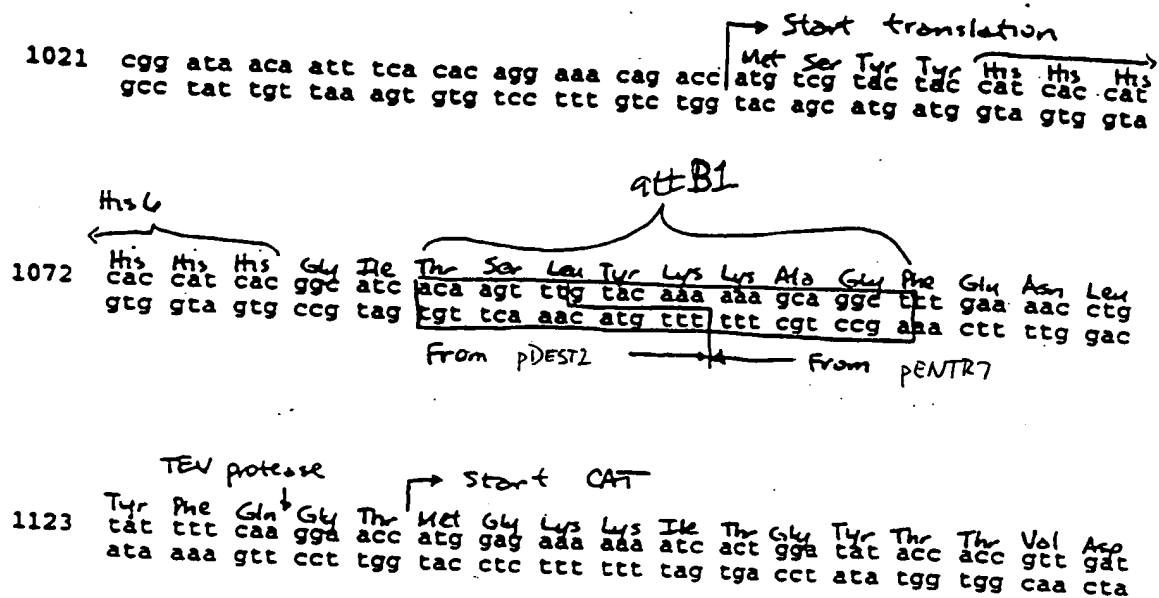 Start translation
Met Ser Tyr Tyr His His His
1021 cgg ata aca att tca cac agg aaa cag acc atg tcg tac tac cat cac cat
gcc tat tgt taa agt gtg tcc ttt gtc tgg tac agc atg atg gta gtg gta
His6
attB1
His His His Gly Ile Thr Ser Leu Tyr Lys Lys Ala Gly Phe Glu Asn Leu
1072 cac cat cac ggc atc aca agt ttg tac aaa aaa gca ggc ttt gaa aac ctg
gtg gta gtg ccg tag tgt tca aac atg ttt ttt cgt ccg aaa ctt ttg gac
From pDEST2 From pENTR7
TEV protease Start CAT
Tyr Phe Gln Gly Thr Met Gly Lys Lys Ile Thr Gly Tyr Thr Thr Val Asp
1123 tat ttt caa gga acc atg gag aaa aaa atc act gga tat acc acc gtt gat
ata aaa gtt cct tgg tac ctc ttt ttt tag tga cct ata tgg tgg caa cta